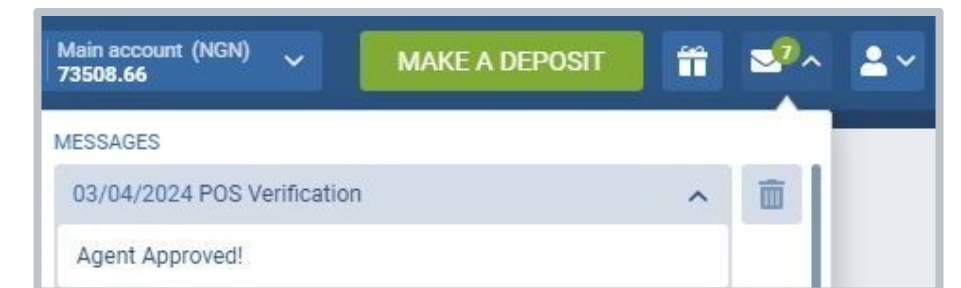 Main account (NGN)
73508.66
MAKE A DEPOSIT
7
MESSAGES
03/04/2024 POS Verification
Agent Approved!